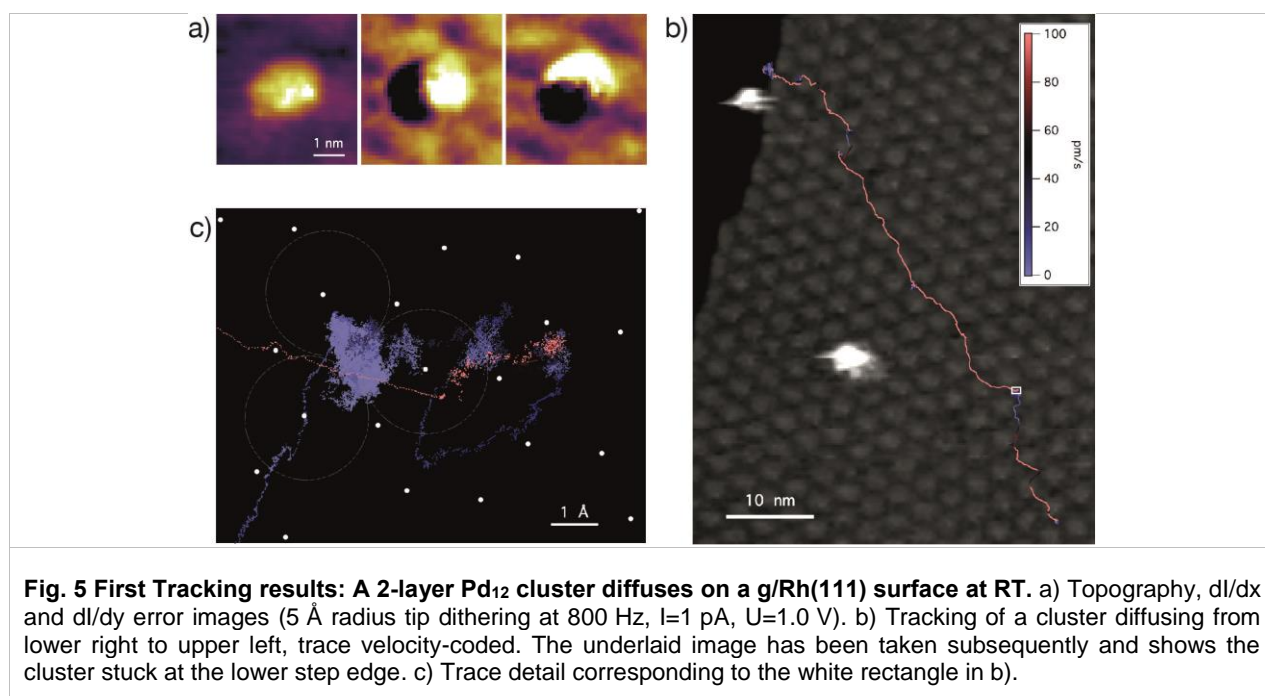 a)
1 nm
b)
100
80
60
40
20
0
pm/s
10 nm
c)
1 Å
Fig. 5 First Tracking results: A 2-layer Pd₁₂ cluster diffuses on a g/Rh(111) surface at RT. a) Topography, dI/dx
and dI/dy error images (5 Å radius tip dithering at 800 Hz, I=1 pA, U=1.0 V). b) Tracking of a cluster diffusing from
lower right to upper left, trace velocity-coded. The underlaid image has been taken subsequently and shows the
cluster stuck at the lower step edge. c) Trace detail corresponding to the white rectangle in b).